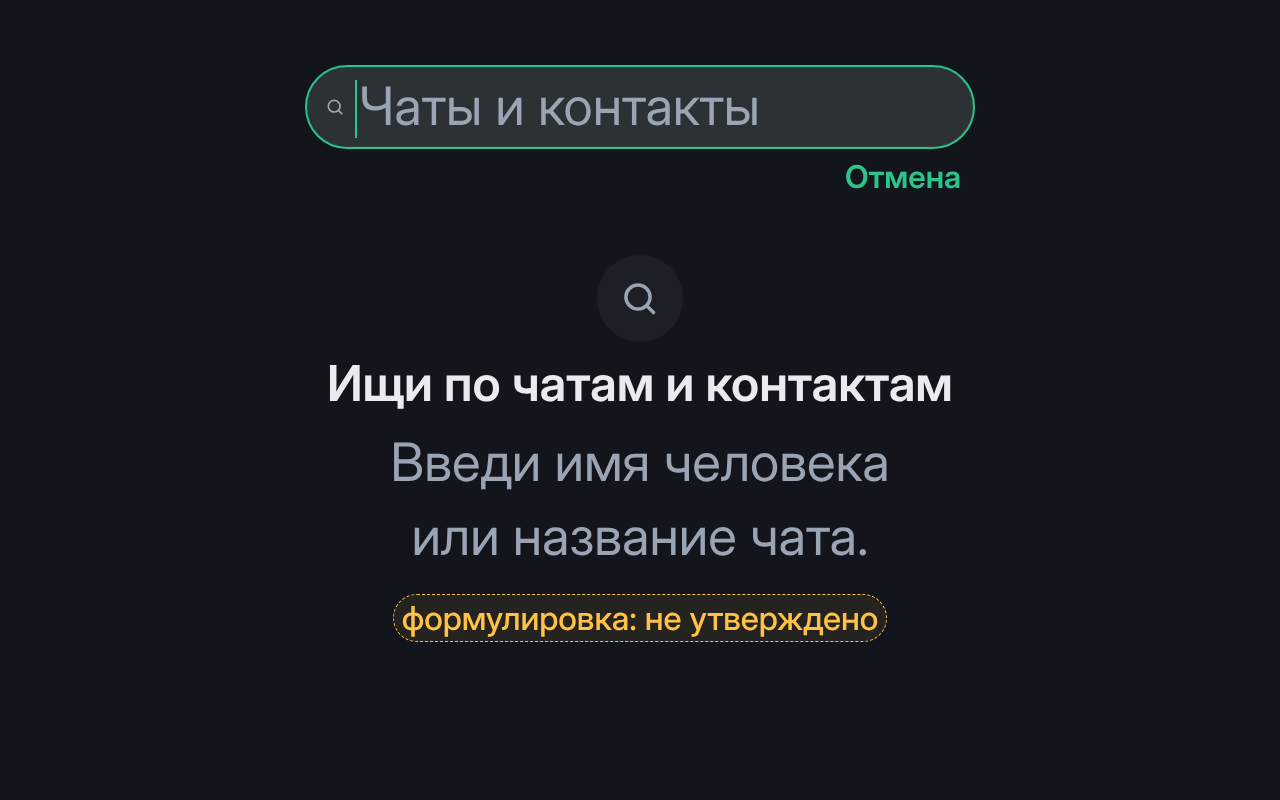 Чаты и контакты
Отмена
Ищи по чатам и контактам
Введи имя человека
или название чата.
формулировка: не утверждено